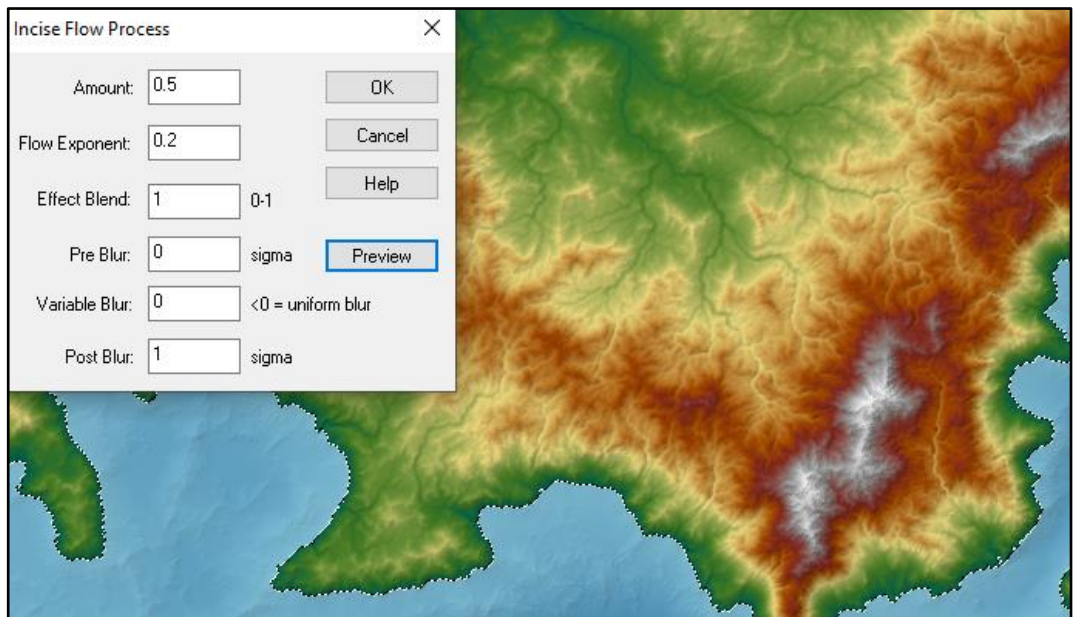 Incise Flow Process
Amount: 0.5 OK
Flow Exponent: 0.2 Cancel
Effect Blend: 1 0-1 Help
Pre Blur: 0 sigma Preview
Variable Blur: 0 <0 = uniform blur
Post Blur: 1 sigma